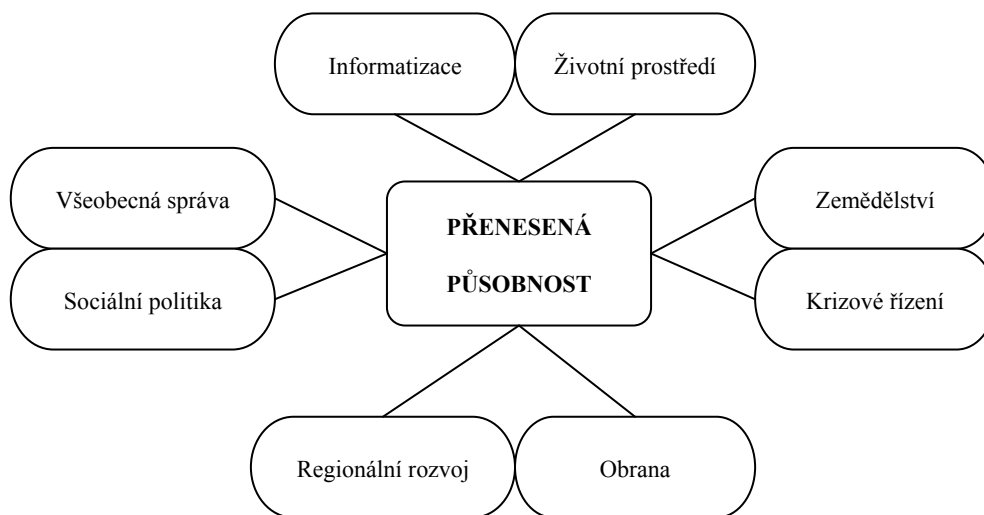 Informatizace
Životní prostředí
Všeobecná správa
Zemědělství
PŘENESENÁ
PŮSOBNOST
Sociální politika
Krizové řízení
Regionální rozvoj
Obrana